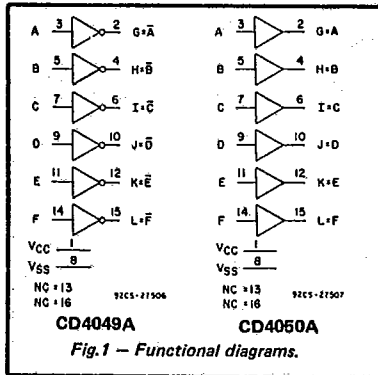 A 3 2 G=A̅
B 5 4 H=B̅
C 7 6 I=C̅
D 9 10 J=D̅
E 11 12 K=E̅
F 14 15 L=F̅
VCC 1
VSS 8
NC =13
NC =16
92CS-27506
CD4049A
A 3 2 G=A
B 5 4 H=B
C 7 6 I=C
D 9 10 J=D
E 11 12 K=E
F 14 15 L=F
VCC 1
VSS 8
NC =13
NC =16
92CS-27507
CD4050A
Fig.1 – Functional diagrams.